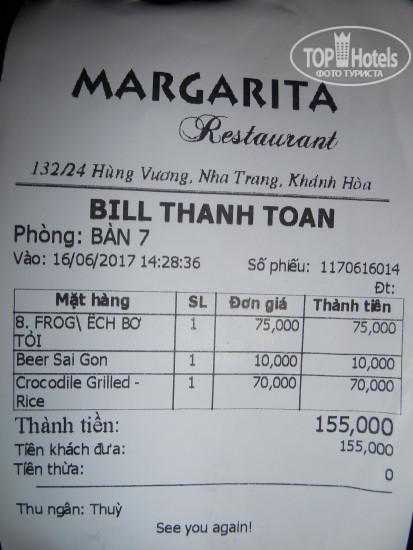 TOP Hotels
ФОТО ТУРИСТА
MARGARITA
Restaurant
132/24 Hùng Vương, Nha Trang, Khánh Hòa
BILL THANH TOAN
Phòng: BÀN 7
Vào: 16/06/2017 14:28:36 Số phiếu: 1170616014
Đt:
Mặt hàng SL Đơn giá Thành tiên
8. FROG\ ẾCH BƠ 1 75,000 75,000
TỎI
Beer Sai Gon 1 10,000 10,000
Crocodile Grilled - 1 70,000 70,000
Rice
Thành tiền: 155,000
Tiền khách đưa: 155,000
Tiền thừa: 0
Thu ngân: Thuỳ
See you again!